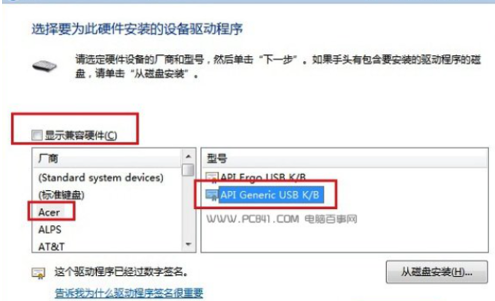 选择要为此硬件安装的设备驱动程序
请选定硬件设备的厂商和型号，然后单击“下一步”。如果手头有包含要安装的驱动程序的磁
盘，请单击“从磁盘安装”。
显示兼容硬件(C)
厂商
(Standard system devices)
(标准键盘)
Acer
ALPS
AT&T
型号
API Ergo USB K/B
API Generic USB K/B
WWW.PC841.COM 电脑百事网
这个驱动程序已经过数字签名。
告诉我为什么驱动程序签名很重要
从磁盘安装(H)...